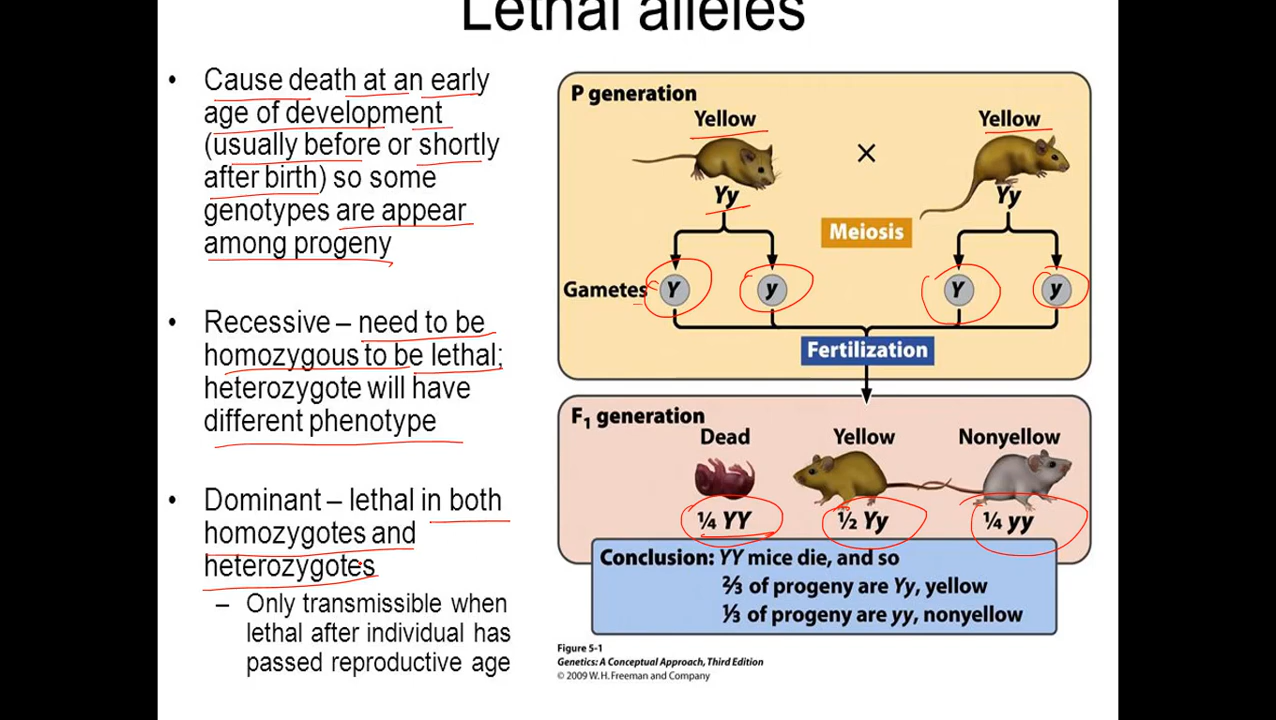 Lethal alleles
• Cause death at an early
age of development
(usually before or shortly
after birth) so some
genotypes are appear
among progeny
• Recessive – need to be
homozygous to be lethal;
heterozygote will have
different phenotype
• Dominant – lethal in both
homozygotes and
heterozygotes
– Only transmissible when
lethal after individual has
passed reproductive age
P generation
Yellow
Yellow
×
Yy
Yy
Meiosis
Gametes
Y
y
Y
y
Fertilization
F₁ generation
Dead
Yellow
Nonyellow
¼ YY
½ Yy
¼ yy
Conclusion: YY mice die, and so
⅔ of progeny are Yy, yellow
⅓ of progeny are yy, nonyellow
Figure 5-1
Genetics: A Conceptual Approach, Third Edition
© 2009 W. H. Freeman and Company